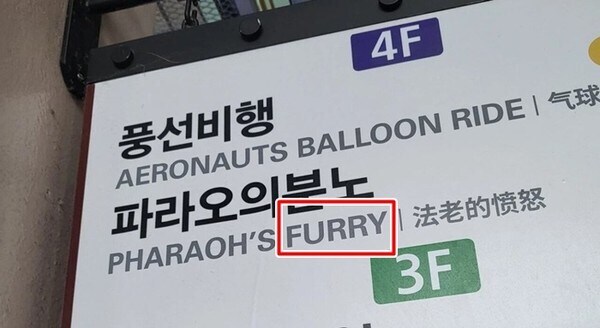 4F
풍선비행
AERONAUTS BALLOON RIDE | 气球
파라오의분노
PHARAOH'S FURRY | 法老的愤怒
3F